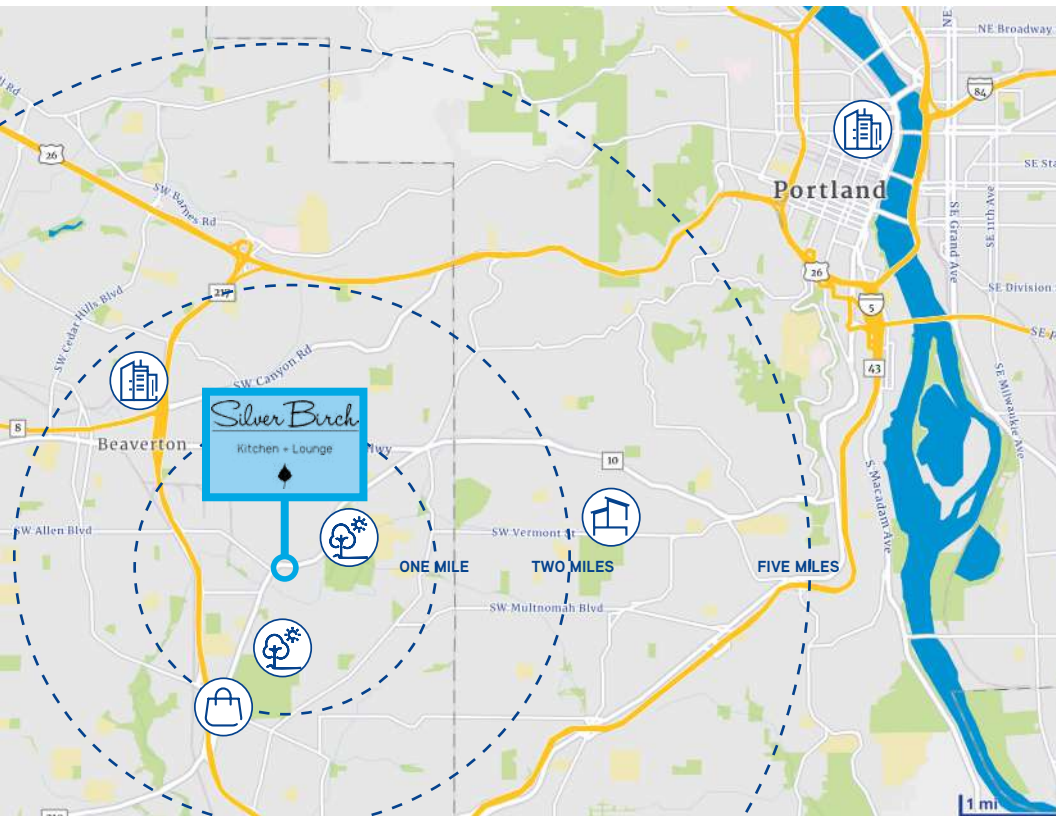 NE
NE Broadway
84
26
SE Sta
SW Barnes Rd
Portland
SE 11th Ave
SE Grand Ave
26
217
SE Division
SW Cedar Hills Blvd
5
SE P
SW Canyon Rd
43
SE Milwaukie Ave
Silver Birch
Kitchen + Lounge
8
Beaverton
Hwy
10
S Macadam Ave
SW Allen Blvd
SW Vermont St
ONE MILE
TWO MILES
FIVE MILES
SW Multnomah Blvd
1 mi